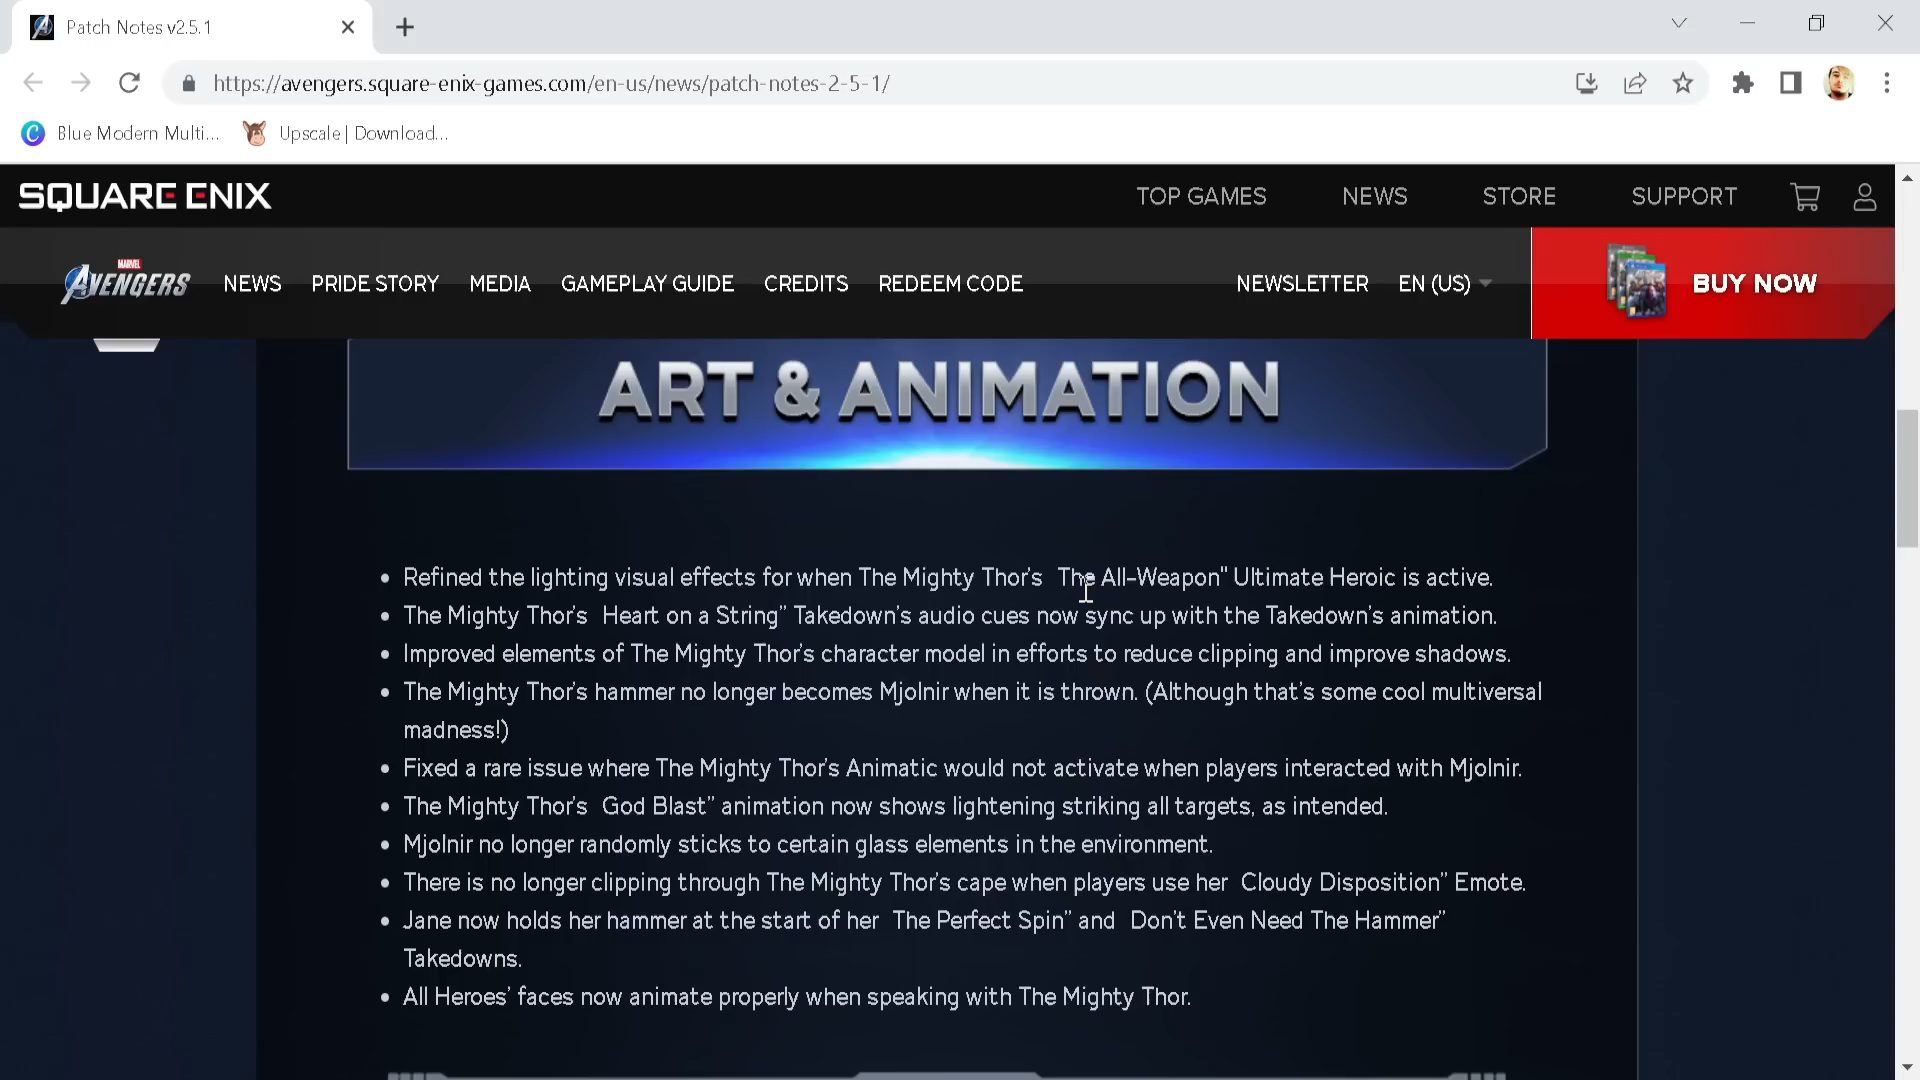 Patch Notes v2.5.1
https://avengers.square-enix-games.com/en-us/news/patch-notes-2-5-1/
Blue Modern Multi... Upscale | Download...
SQUARE ENIX TOP GAMES NEWS STORE SUPPORT
MARVEL
AVENGERS NEWS PRIDE STORY MEDIA GAMEPLAY GUIDE CREDITS REDEEM CODE NEWSLETTER EN (US) BUY NOW
ART & ANIMATION
• Refined the lighting visual effects for when The Mighty Thor's The All-Weapon" Ultimate Heroic is active.
• The Mighty Thor's Heart on a String” Takedown's audio cues now sync up with the Takedown's animation.
• Improved elements of The Mighty Thor's character model in efforts to reduce clipping and improve shadows.
• The Mighty Thor's hammer no longer becomes Mjolnir when it is thrown. (Although that's some cool multiversal
madness!)
• Fixed a rare issue where The Mighty Thor's Animatic would not activate when players interacted with Mjolnir.
• The Mighty Thor's God Blast” animation now shows lightening striking all targets, as intended.
• Mjolnir no longer randomly sticks to certain glass elements in the environment.
• There is no longer clipping through The Mighty Thor's cape when players use her Cloudy Disposition” Emote.
• Jane now holds her hammer at the start of her The Perfect Spin” and Don't Even Need The Hammer”
Takedowns.
• All Heroes’ faces now animate properly when speaking with The Mighty Thor.